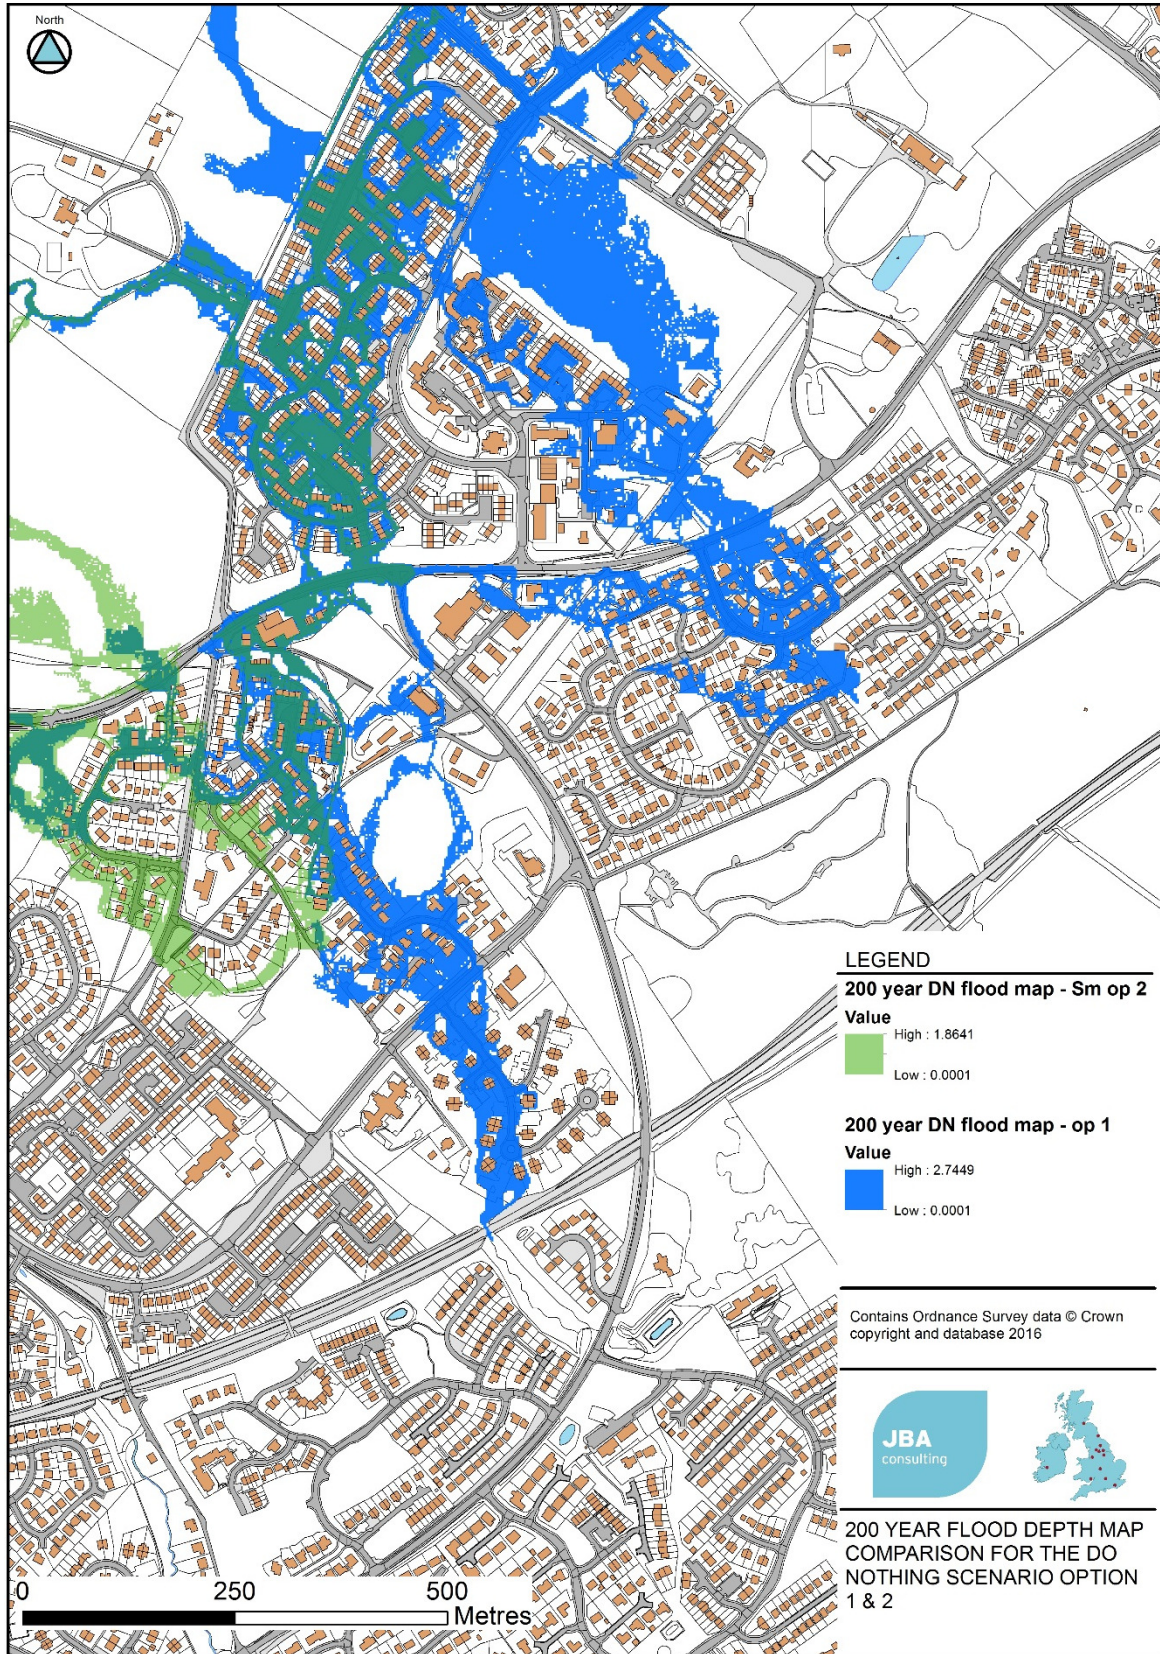 North
LEGEND
200 year DN flood map - Sm op 2
Value
High : 1.8641
Low : 0.0001
200 year DN flood map - op 1
Value
High : 2.7449
Low : 0.0001
Contains Ordnance Survey data © Crown
copyright and database 2016
JBA
consulting
200 YEAR FLOOD DEPTH MAP
COMPARISON FOR THE DO
NOTHING SCENARIO OPTION
1 & 2
0 250 500
Metres